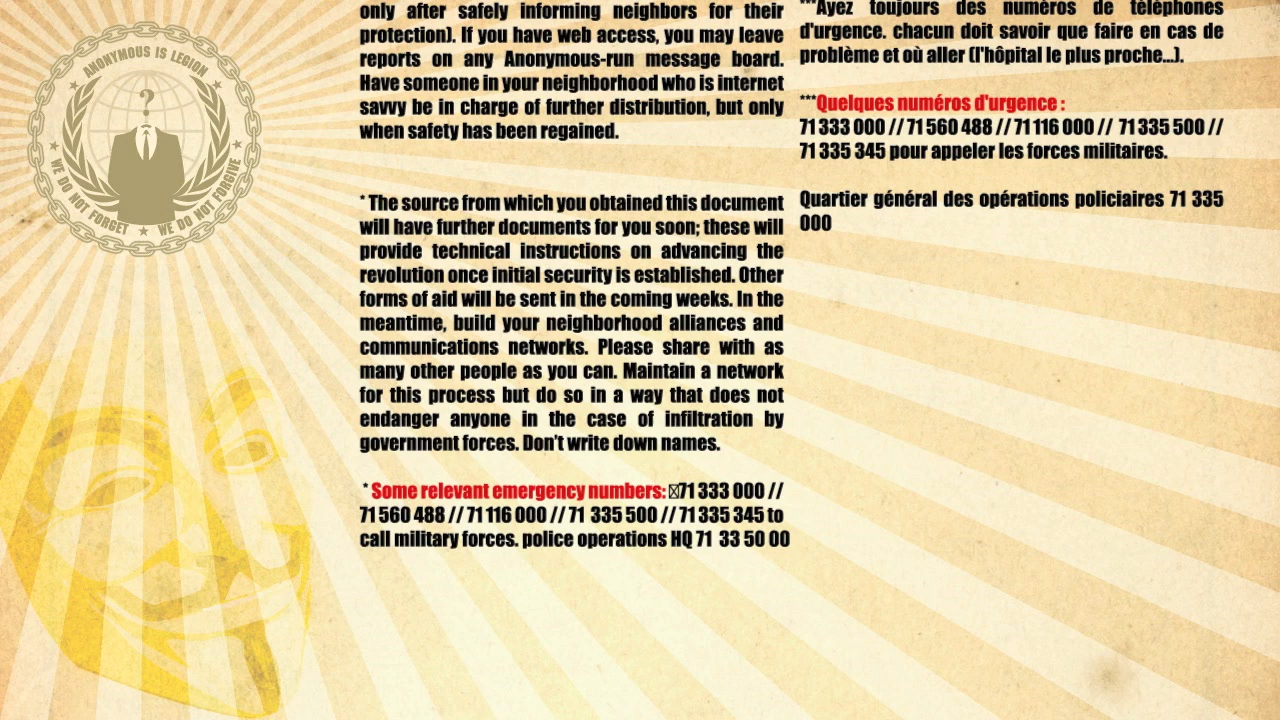 ANONYMOUS IS LEGION
?
WE DO NOT FORGET ★ WE DO NOT FORGIVE
only after safely informing neighbors for their
protection). If you have web access, you may leave
reports on any Anonymous-run message board.
Have someone in your neighborhood who is internet
savvy be in charge of further distribution, but only
when safety has been regained.
* The source from which you obtained this document
will have further documents for you soon; these will
provide technical instructions on advancing the
revolution once initial security is established. Other
forms of aid will be sent in the coming weeks. In the
meantime, build your neighborhood alliances and
communications networks. Please share with as
many other people as you can. Maintain a network
for this process but do so in a way that does not
endanger anyone in the case of infiltration by
government forces. Don't write down names.
* Some relevant emergency numbers: 71 333 000 //
71 560 488 // 71 116 000 // 71 335 500 // 71 335 345 to
call military forces. police operations HQ 71 33 50 00
***Ayez toujours des numéros de téléphones
d'urgence. chacun doit savoir que faire en cas de
problème et où aller (l'hôpital le plus proche...).
***Quelques numéros d'urgence :
71 333 000 // 71 560 488 // 71 116 000 // 71 335 500 //
71 335 345 pour appeler les forces militaires.
Quartier général des opérations policiaires 71 335
000